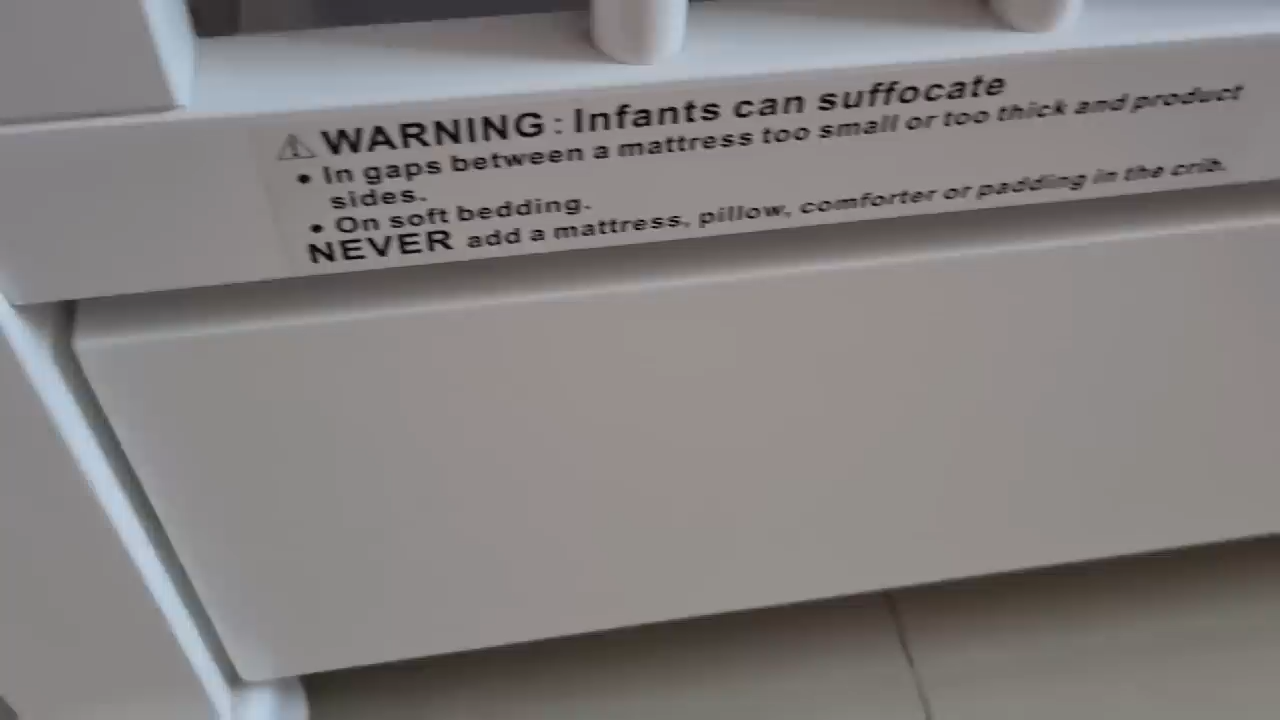 ⚠ WARNING: Infants can suffocate
• In gaps between a mattress too small or too thick and product
sides.
• On soft bedding.
NEVER add a mattress, pillow, comforter or padding in the crib.